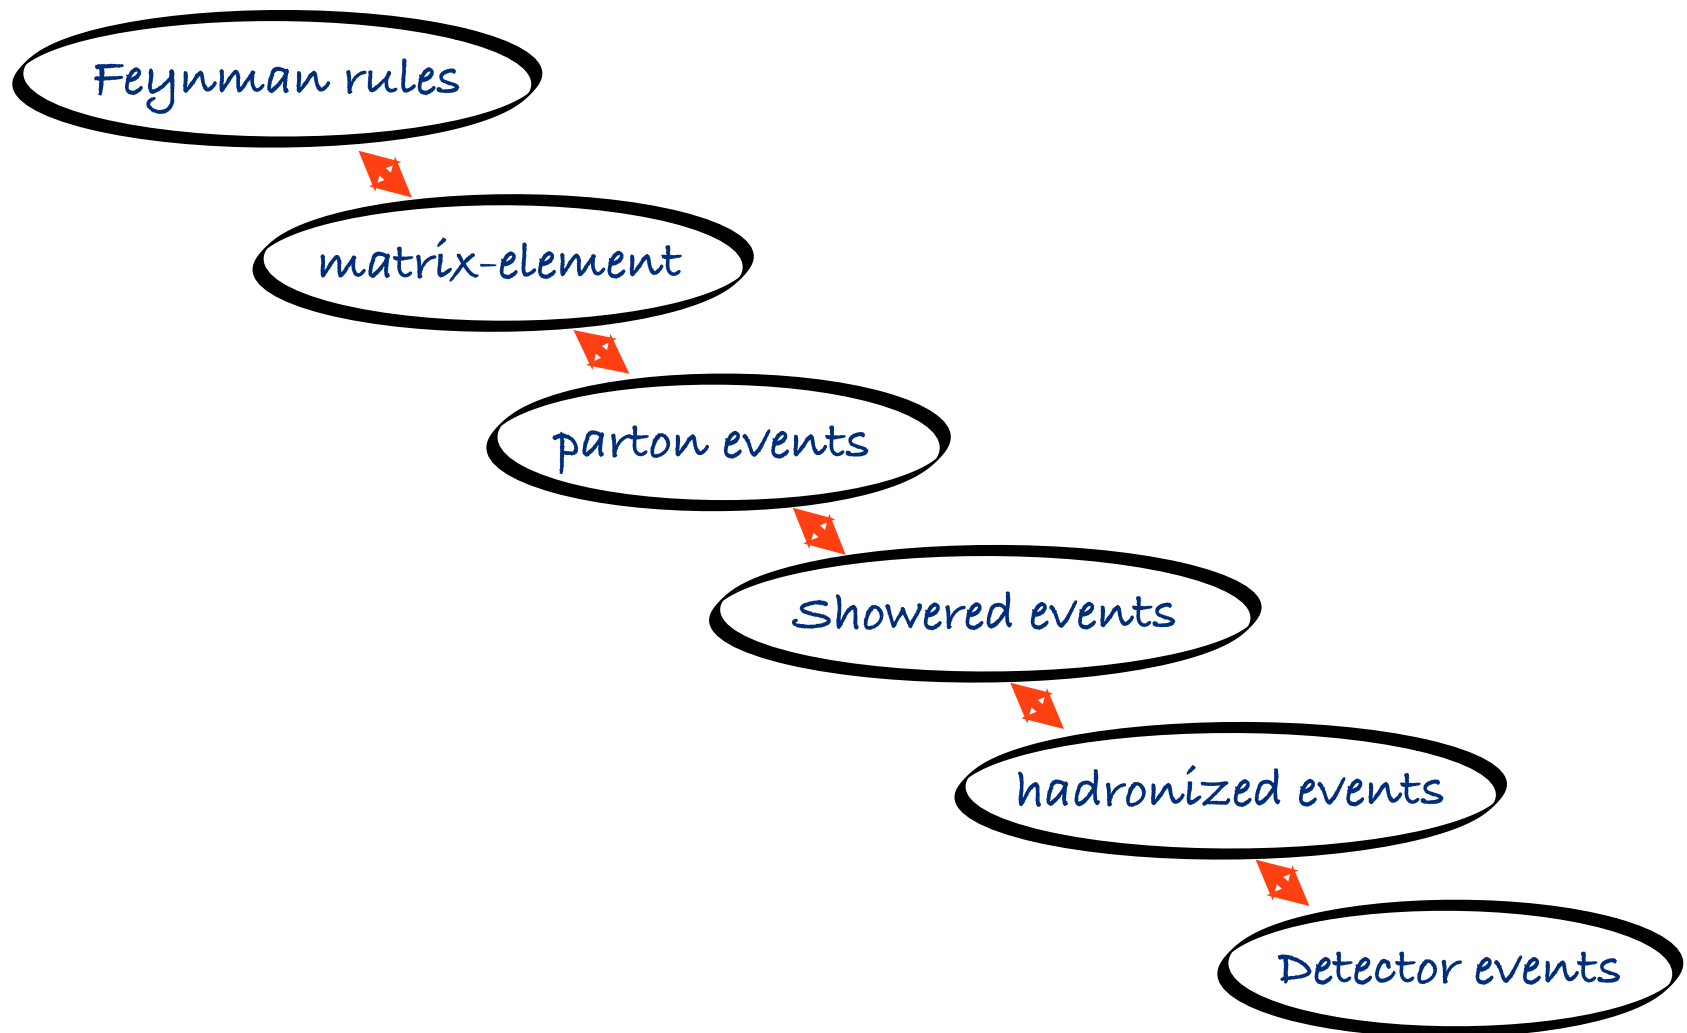 Feynman rules
matrix-element
parton events
Showered events
hadronized events
Detector events